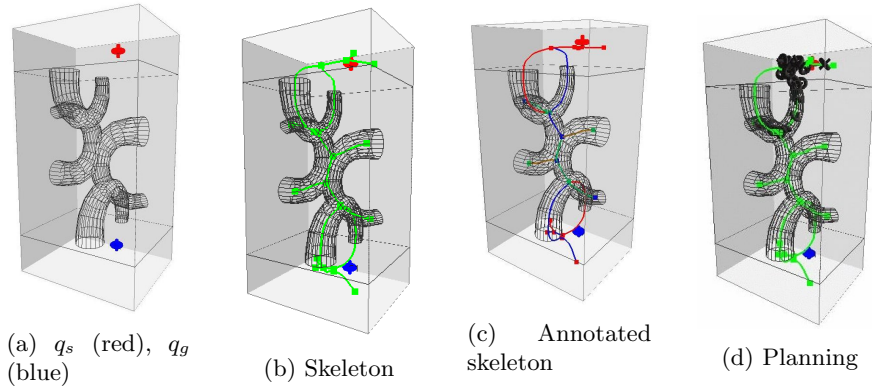 (a) q_s (red), q_g
(blue)
(b) Skeleton
(c) Annotated
skeleton
(d) Planning